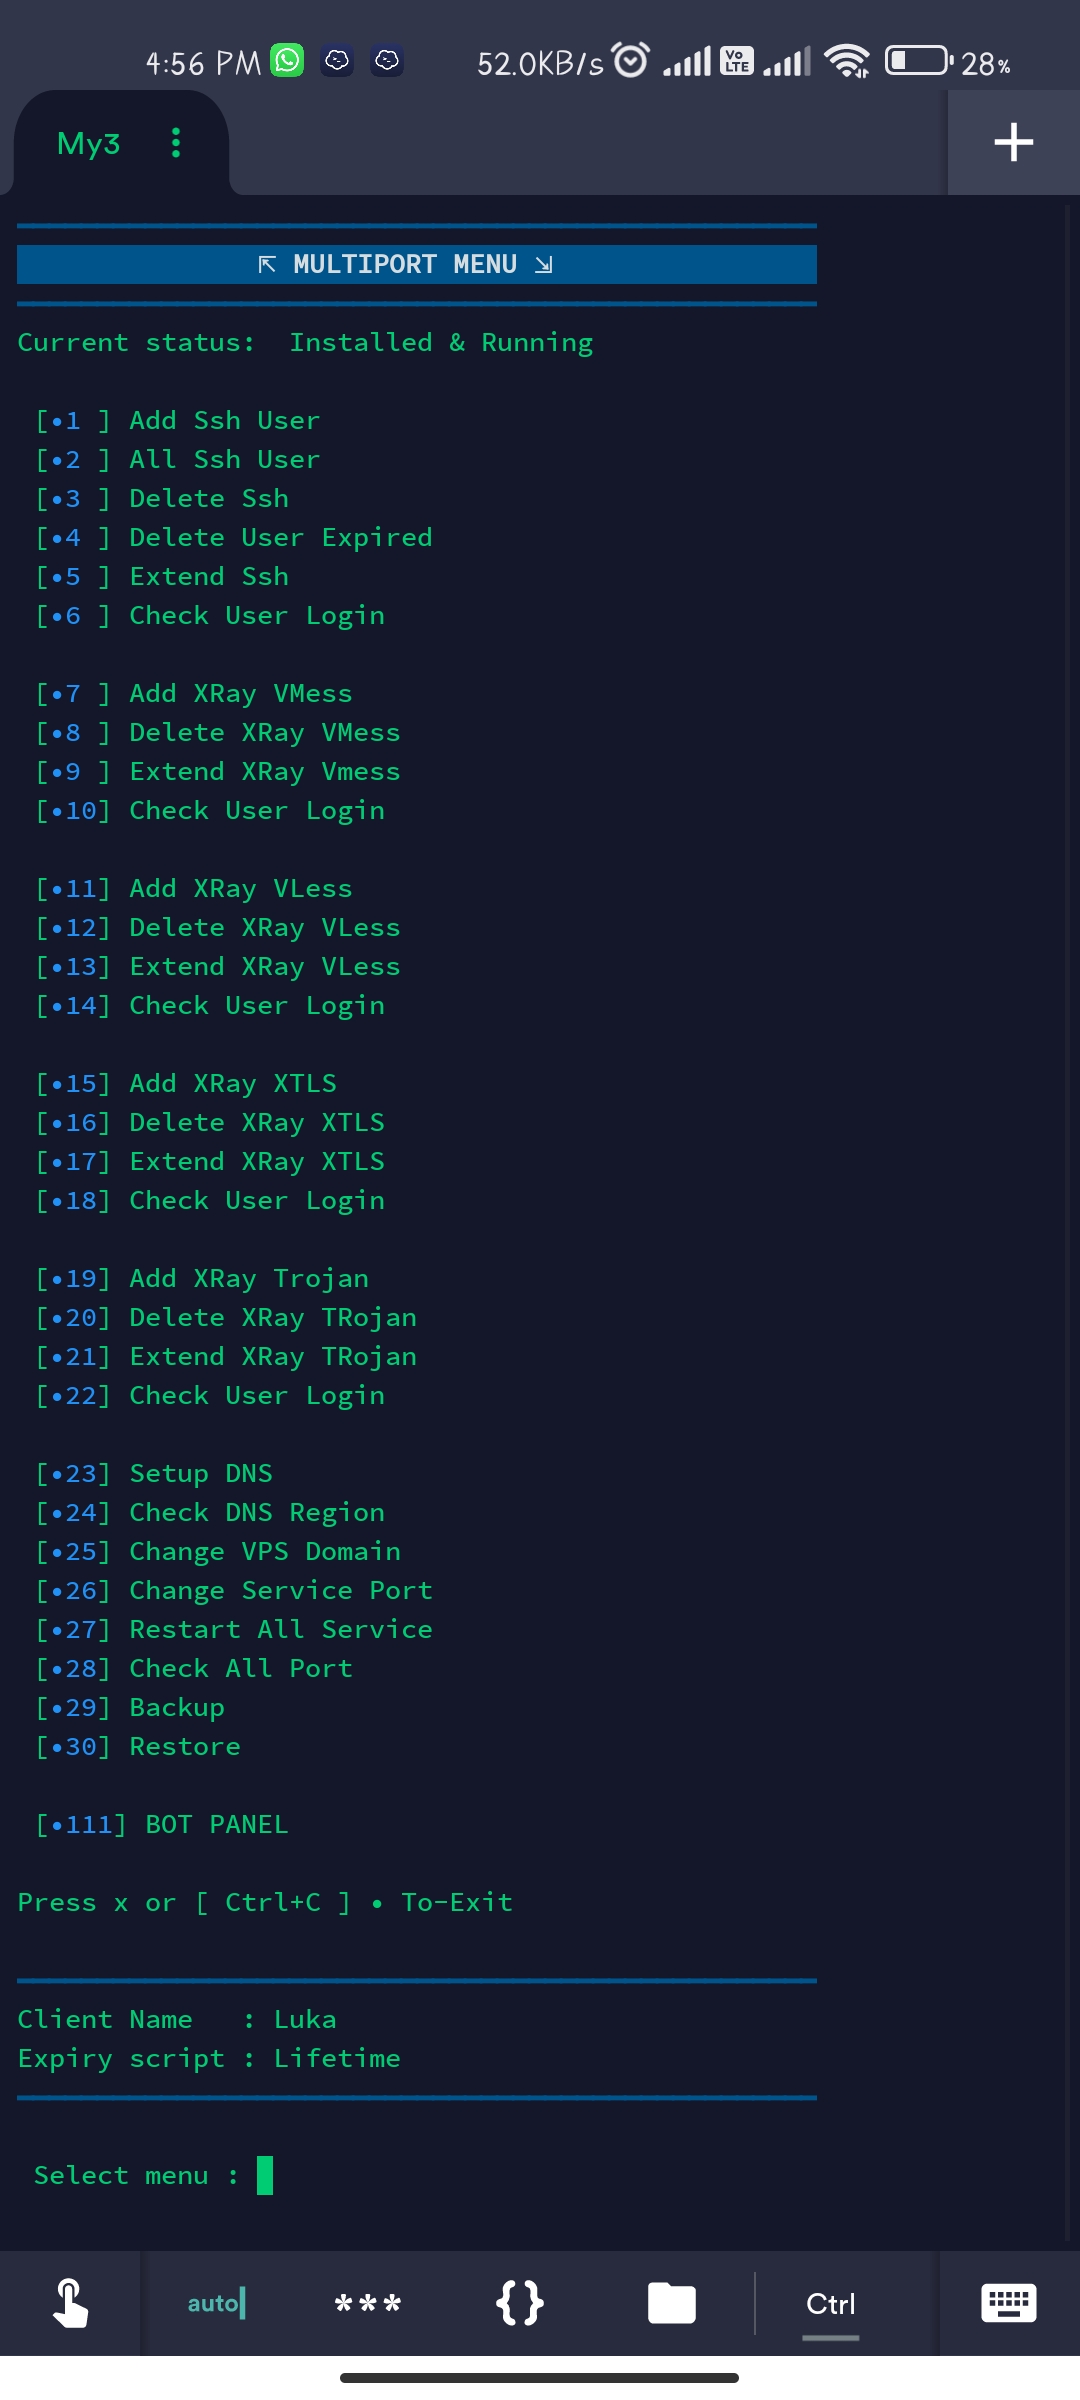 4:56 PM 52.0KB/s Vo LTE 28%
My3
⇱ MULTIPORT MENU ⇲
Current status:  Installed & Running
[•1 ] Add Ssh User
[•2 ] All Ssh User
[•3 ] Delete Ssh
[•4 ] Delete User Expired
[•5 ] Extend Ssh
[•6 ] Check User Login
[•7 ] Add XRay VMess
[•8 ] Delete XRay VMess
[•9 ] Extend XRay Vmess
[•10] Check User Login
[•11] Add XRay VLess
[•12] Delete XRay VLess
[•13] Extend XRay VLess
[•14] Check User Login
[•15] Add XRay XTLS
[•16] Delete XRay XTLS
[•17] Extend XRay XTLS
[•18] Check User Login
[•19] Add XRay Trojan
[•20] Delete XRay TRojan
[•21] Extend XRay TRojan
[•22] Check User Login
[•23] Setup DNS
[•24] Check DNS Region
[•25] Change VPS Domain
[•26] Change Service Port
[•27] Restart All Service
[•28] Check All Port
[•29] Backup
[•30] Restore
[•111] BOT PANEL
Press x or [ Ctrl+C ] • To-Exit
Client Name   : Luka
Expiry script : Lifetime
Select menu :
auto *** {} Ctrl